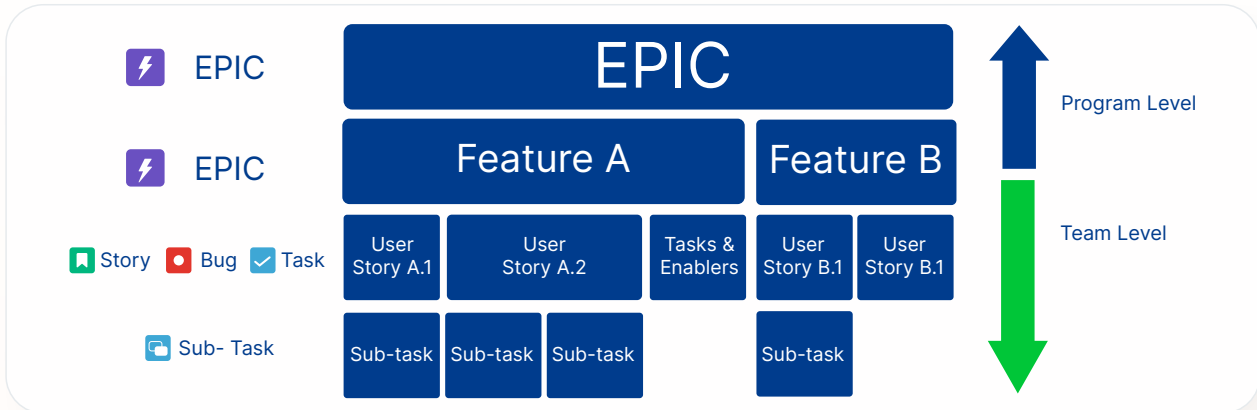 EPIC
EPIC
Program Level
EPIC
Feature A
Feature B
Story
Bug
Task
User
Story A.1
User
Story A.2
Tasks &
Enablers
User
Story B.1
User
Story B.1
Team Level
Sub- Task
Sub-task
Sub-task
Sub-task
Sub-task